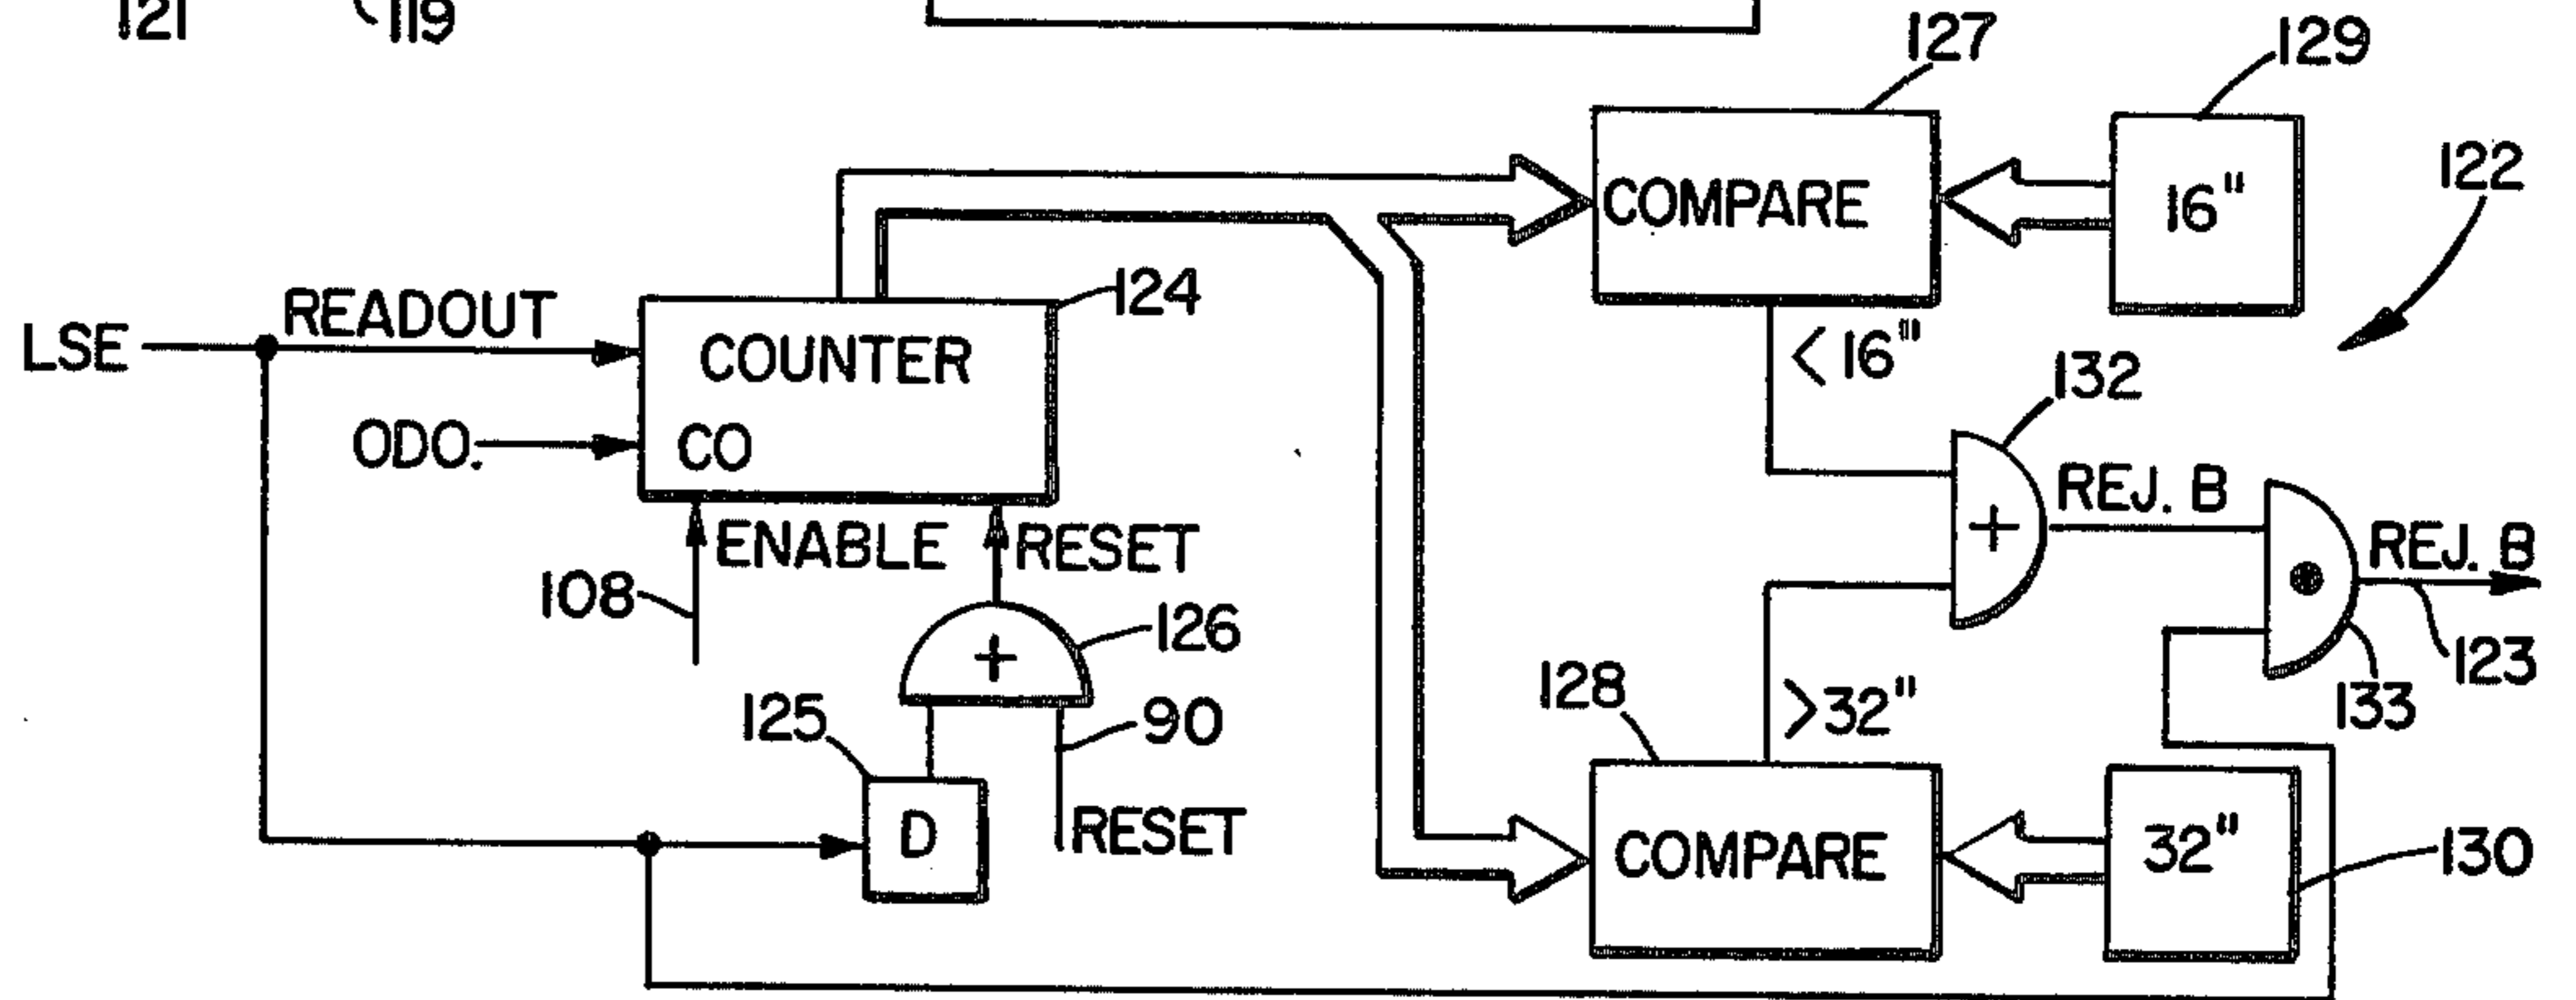 121
119
127
129
122
COMPARE
16"
124
LSE
READOUT
COUNTER
<16"'
132
ODO.
CO
REJ. B
REJ. B
ENABLE
RESET
108
126
+
+
123
133
128
>32"
125
90
D
RESET
COMPARE
32"
130